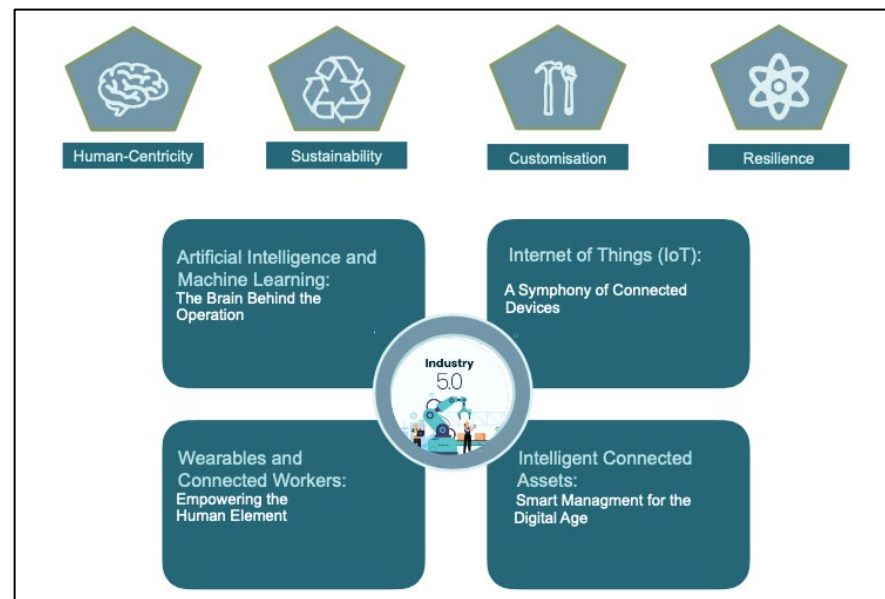 Human-Centricity
Sustainability
Customisation
Resilience
Artificial Intelligence and
Machine Learning:
The Brain Behind the
Operation
Internet of Things (IoT):
A Symphony of Connected
Devices
Industry
5.0
Wearables and
Connected Workers:
Empowering the
Human Element
Intelligent Connected
Assets:
Smart Managment for the
Digital Age